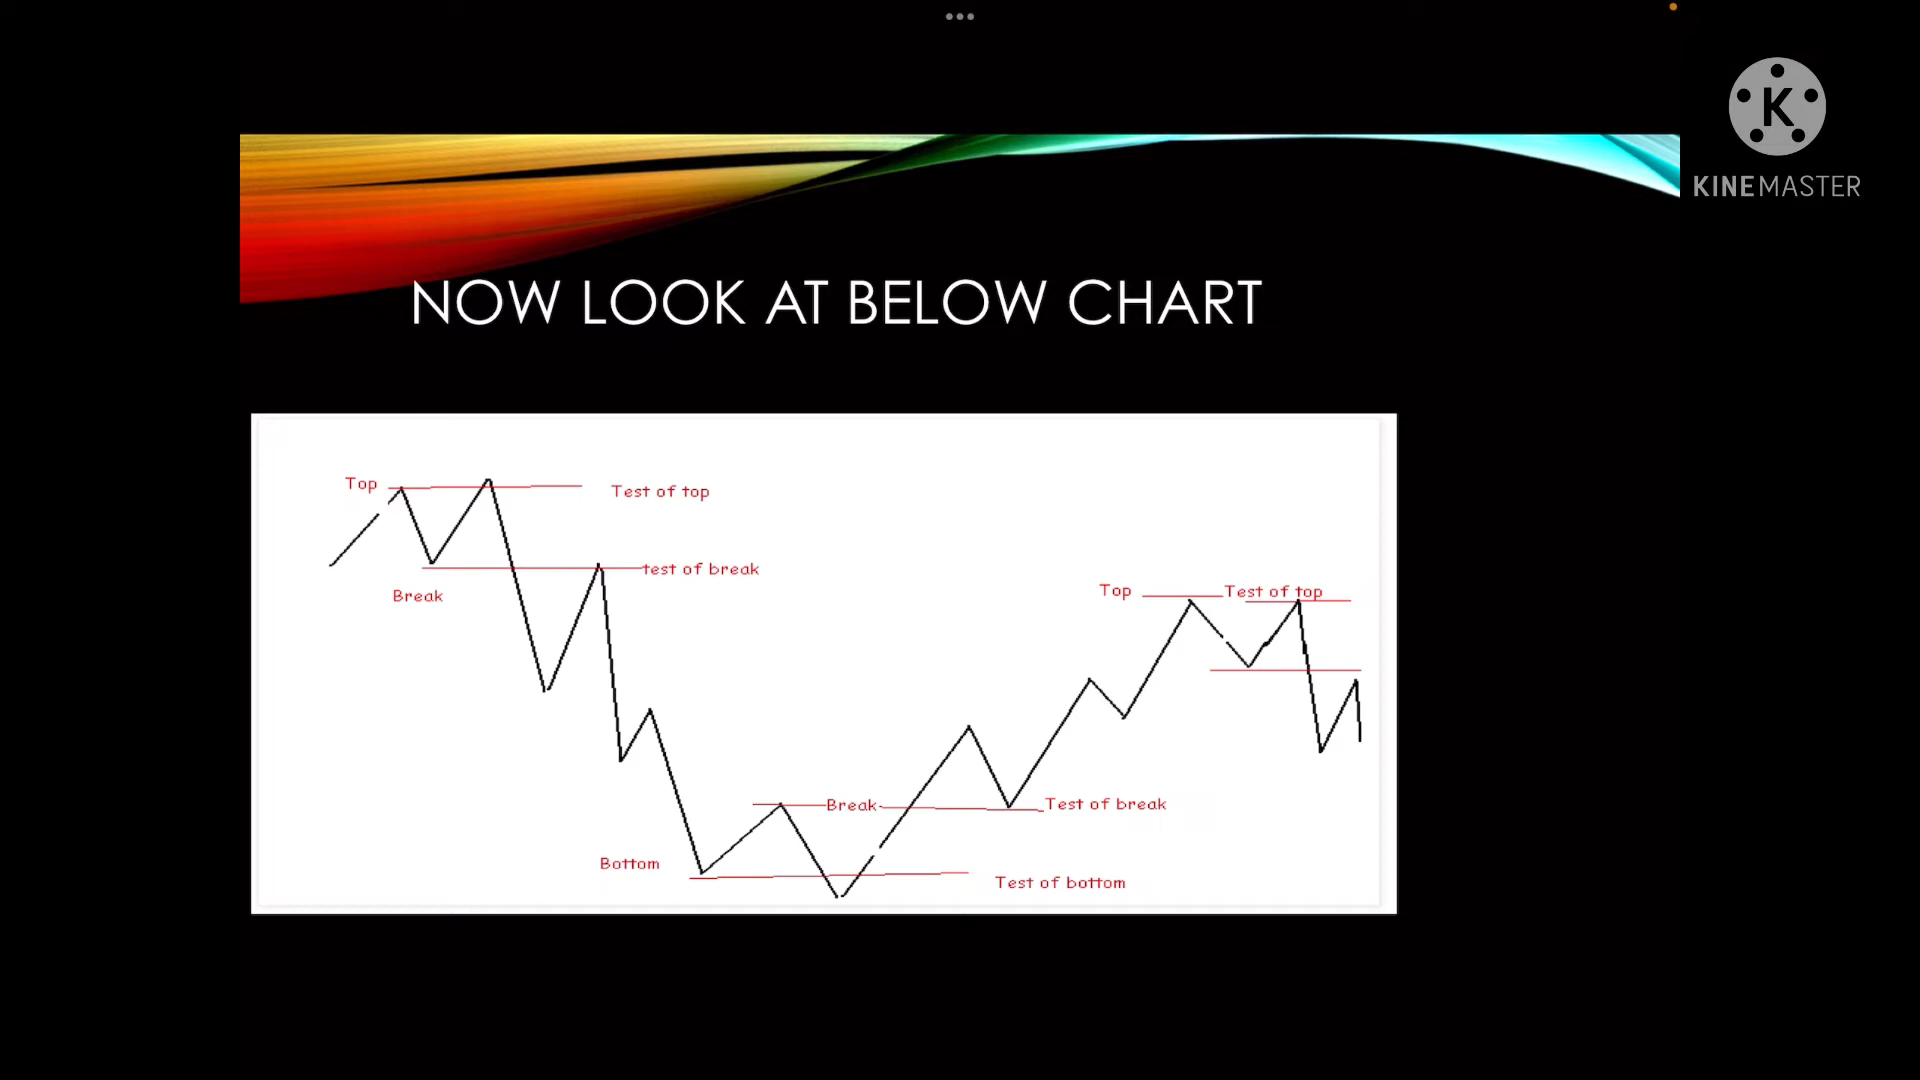 KINEMASTER
NOW LOOK AT BELOW CHART
Top
Test of top
test of break
Break
Top
Test of top
Break
Test of break
Bottom
Test of bottom